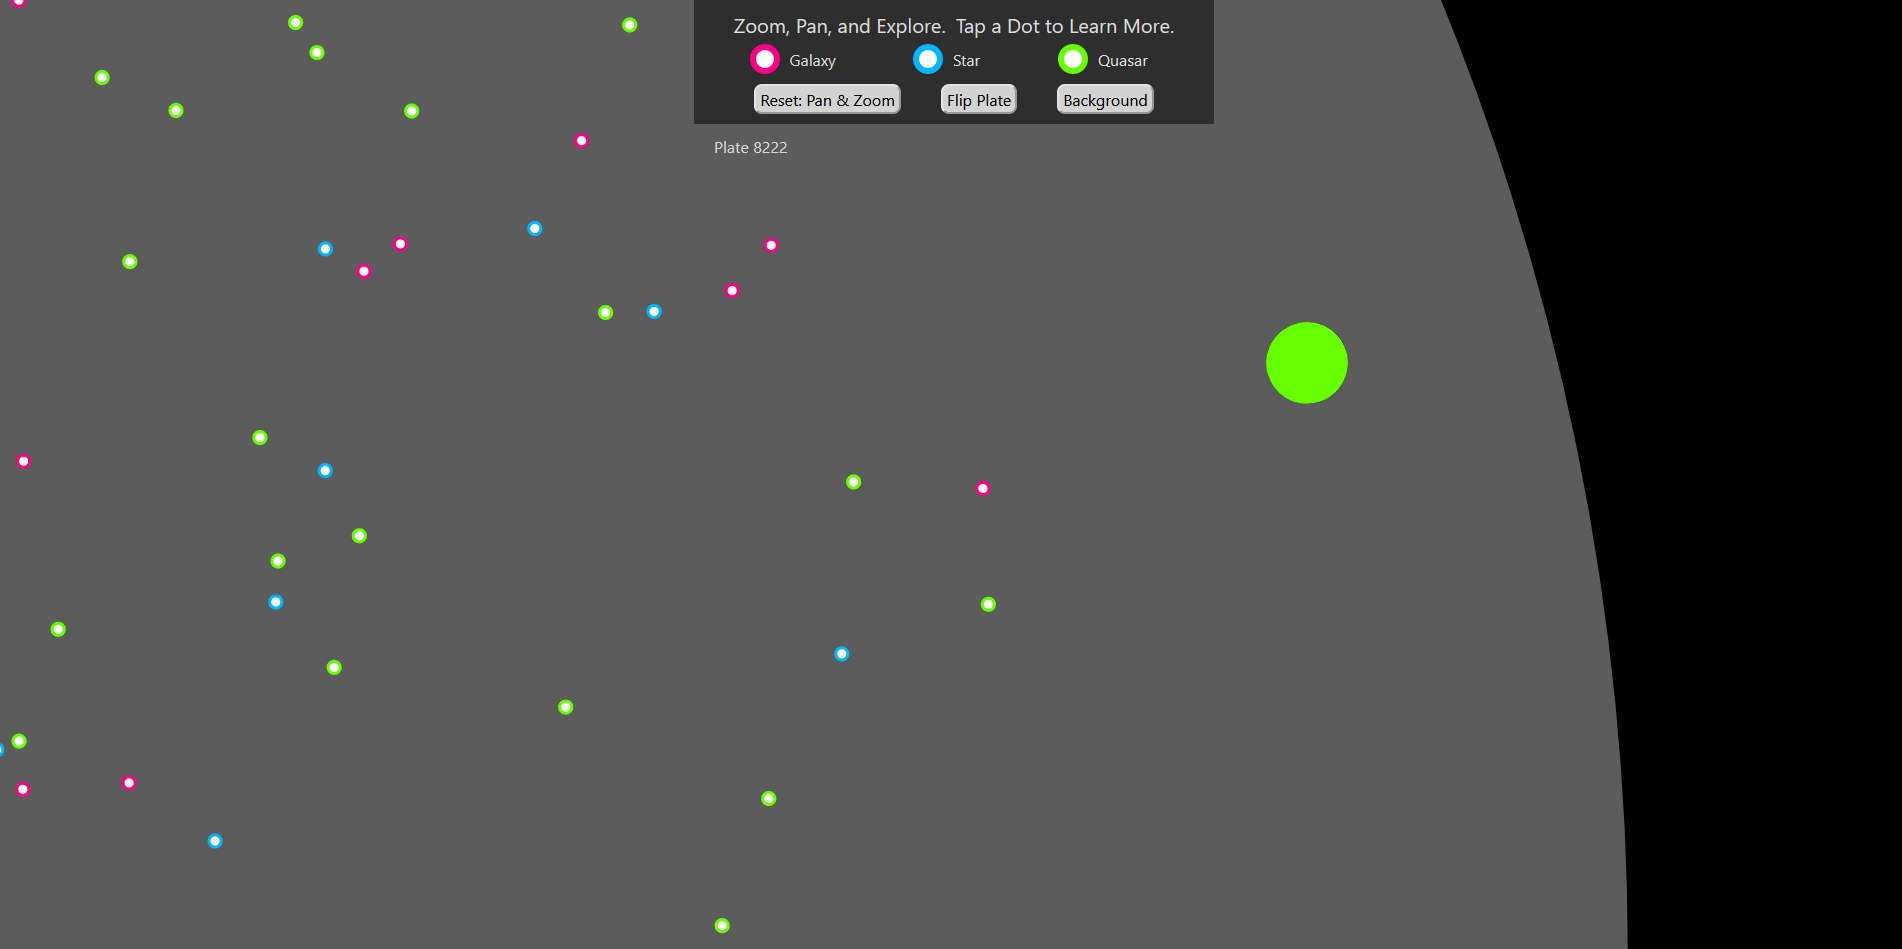 Zoom, Pan, and Explore.  Tap a Dot to Learn More.
Galaxy Star Quasar
Reset: Pan & Zoom Flip Plate Background
Plate 8222